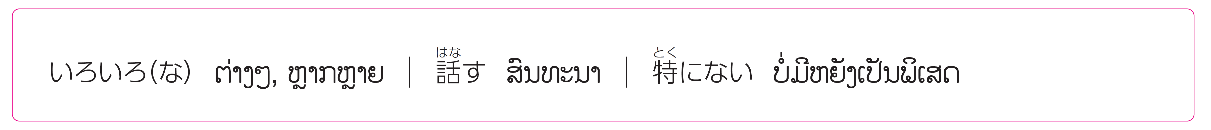 いろいろ(な) ຕ່າງໆ, ຫຼາກຫຼາຍ | 話す ສົນທະນາ | 特にない ບໍ່ມີຫຍັງເປັນພິເສດ
はな とく